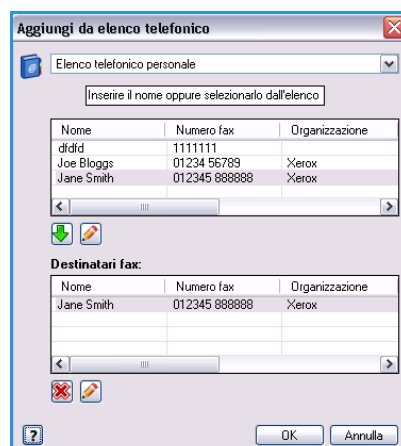 Aggiungi da elenco telefonico
Elenco telefonico personale
Inserire il nome oppure selezionarlo dall'elenco
Nome Numero fax Organizzazione
dfdfd 1111111
Joe Bloggs 01234 56789 Xerox
Jane Smith 012345 888888 Xerox
Destinatari fax:
Nome Numero fax Organizzazione
Jane Smith 012345 888888 Xerox
? OK Annulla